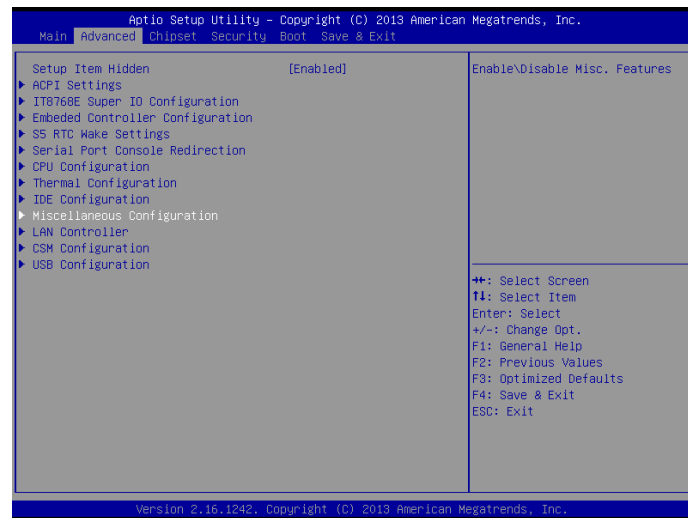 Aptio Setup Utility – Copyright (C) 2013 American Megatrends, Inc.
Main Advanced Chipset Security Boot Save & Exit
Setup Item Hidden [Enabled]
ACPI Settings
IT8768E Super IO Configuration
Embeded Controller Configuration
S5 RTC Wake Settings
Serial Port Console Redirection
CPU Configuration
Thermal Configuration
IDE Configuration
Miscellaneous Configuration
LAN Controller
CSM Configuration
USB Configuration
Enable\Disable Misc. Features
→←: Select Screen
↑↓: Select Item
Enter: Select
+/-: Change Opt.
F1: General Help
F2: Previous Values
F3: Optimized Defaults
F4: Save & Exit
ESC: Exit
Version 2.16.1242. Copyright (C) 2013 American Megatrends, Inc.